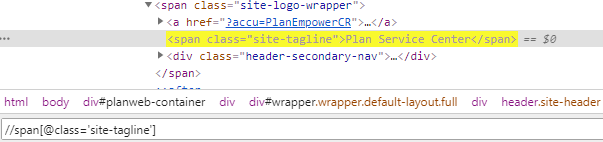 ▼<span class="site-logo-wrapper">
▶<a href="?accu=PlanEmpowerCR">…</a>
... <span class="site-tagline">Plan Service Center</span> == $0
▶<div class="header-secondary-nav">…</div>
</span>
html body div#planweb-container div div#wrapper.wrapper.default-layout.full div header.site-header
//span[@class='site-tagline']